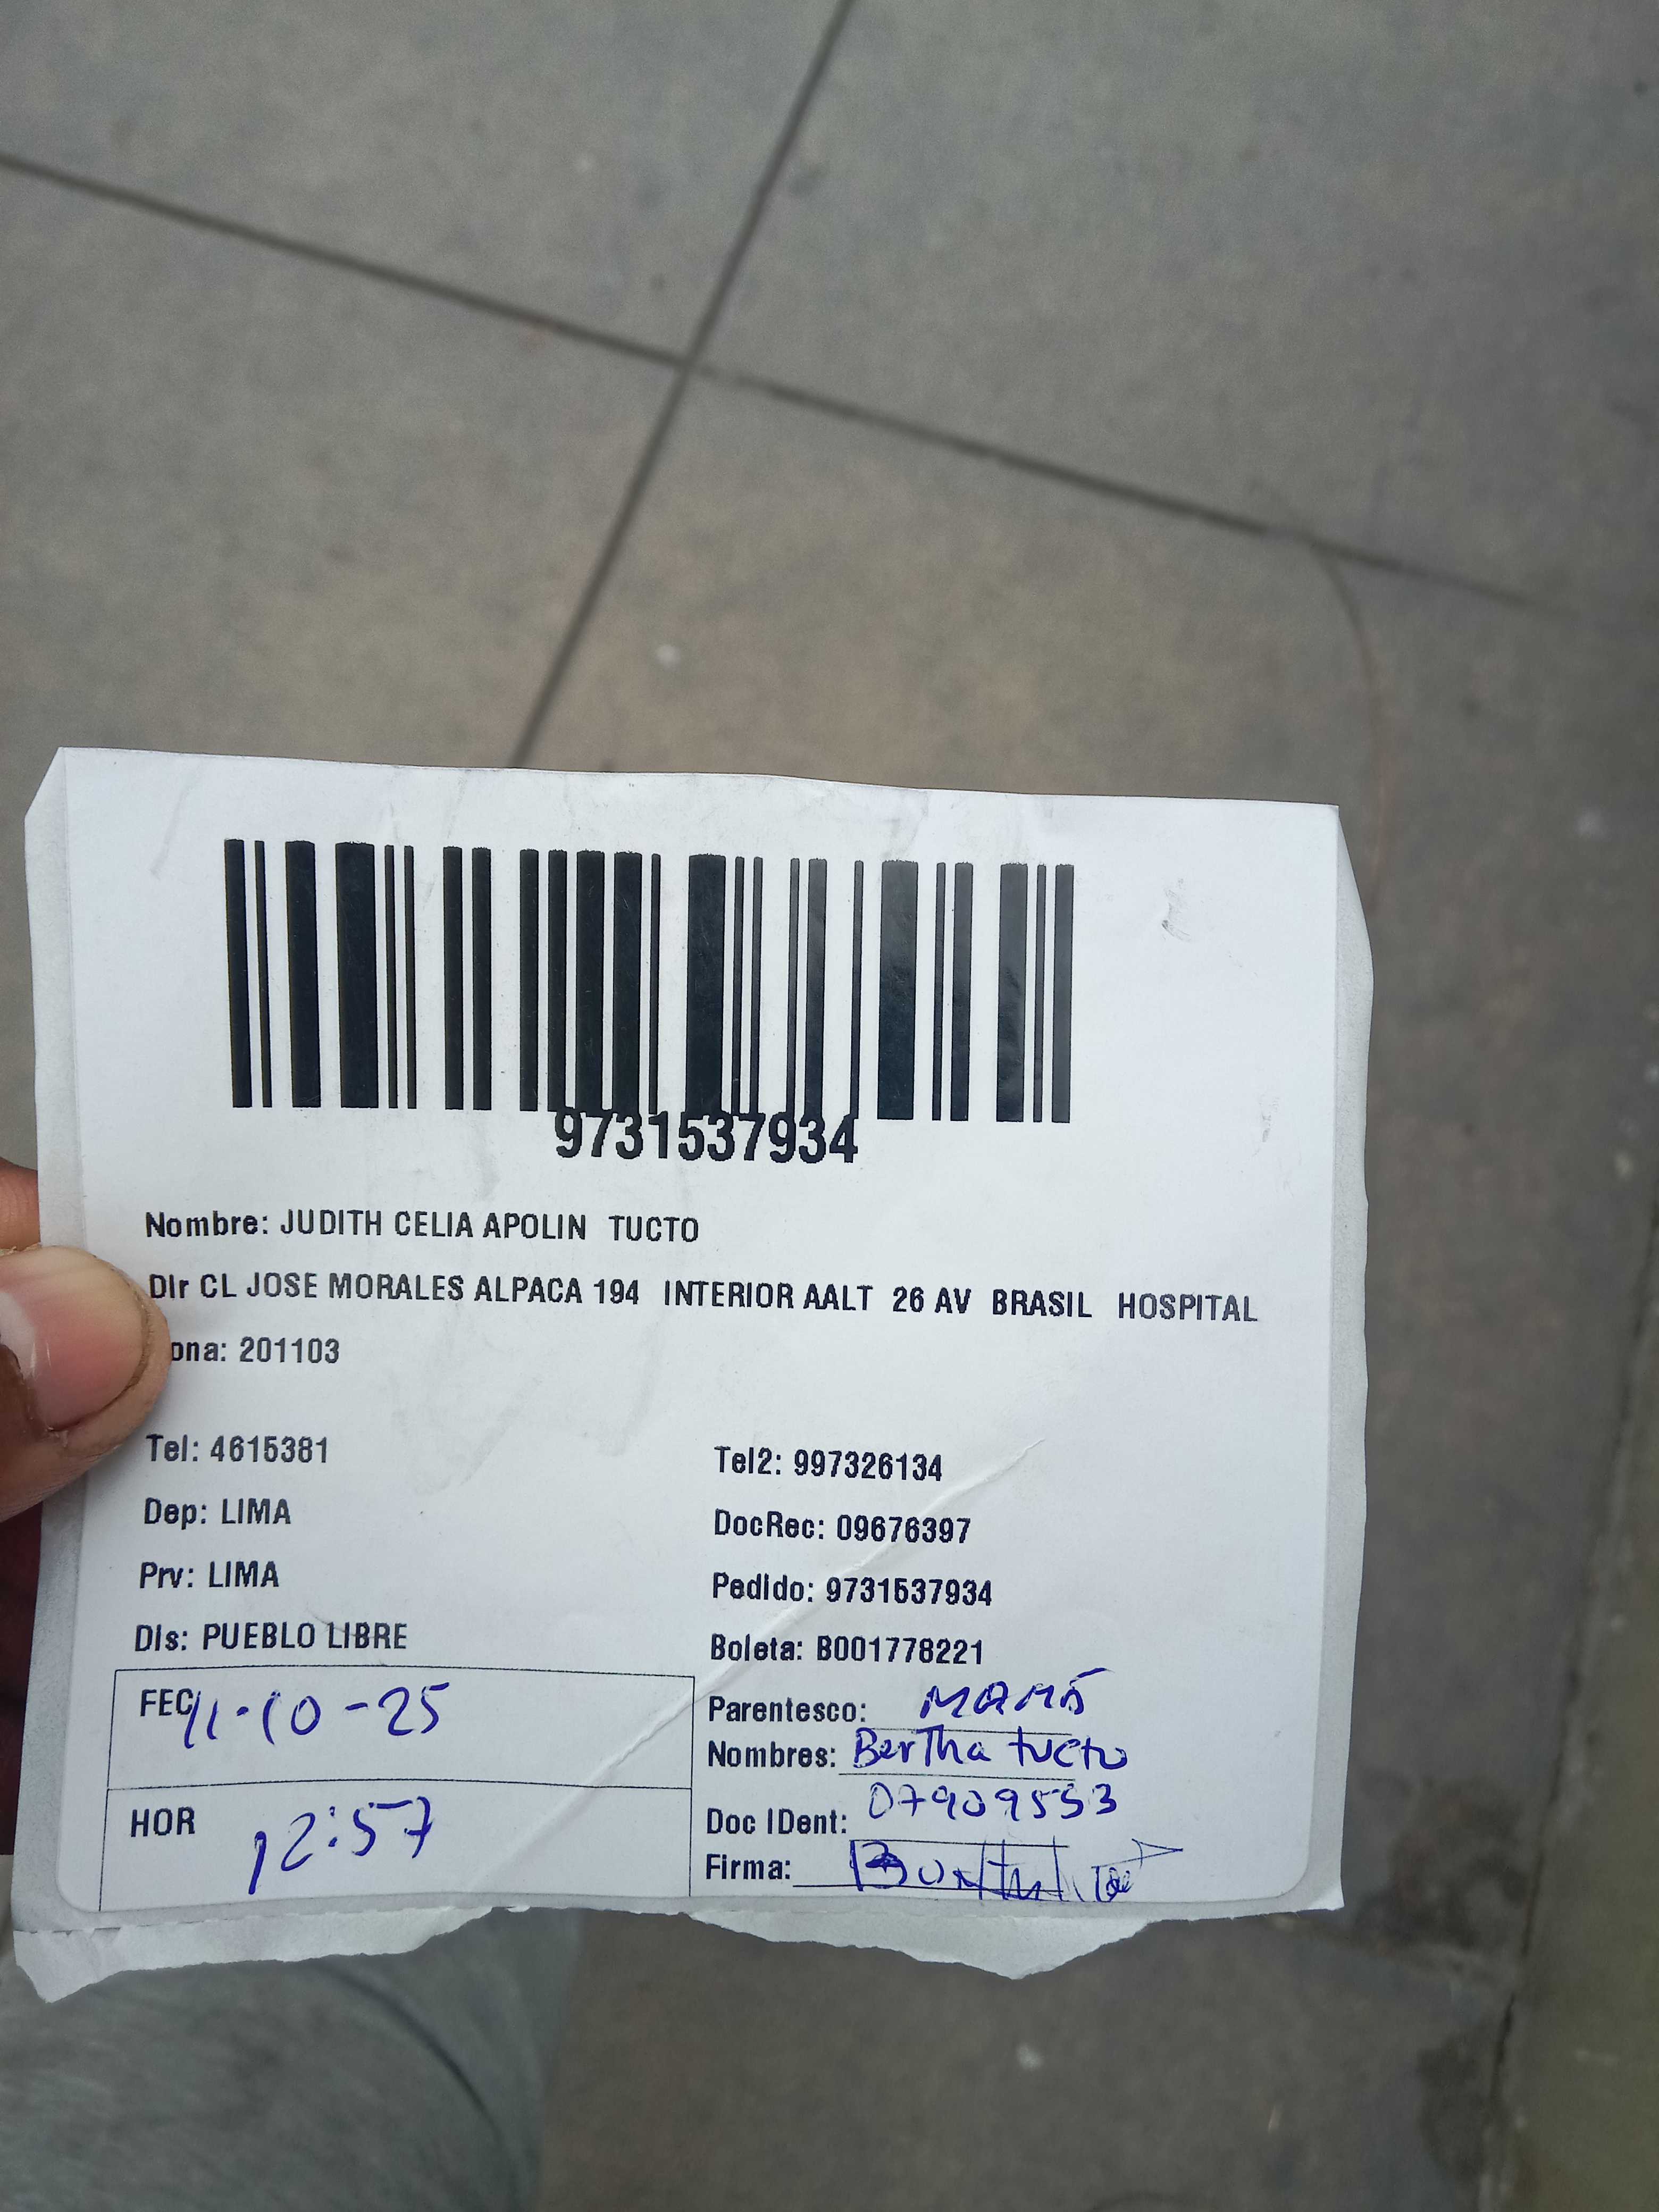 9731537934
Nombre: JUDITH CELIA APOLIN TUCTO
DIr CL JOSE MORALES ALPACA 194 INTERIOR AALT 26 AV BRASIL HOSPITAL
ona: 201103
Tel: 4615381 Tel2: 997326134
Dep: LIMA DocRec: 09676397
Prv: LIMA Pedido: 9731537934
Dis: PUEBLO LIBRE Boleta: B001778221
FEC 11-10-25 Parentesco: MAMÁ
Nombres: Bertha tucto
HOR 12:57 Doc IDent: 07909553
Firma: